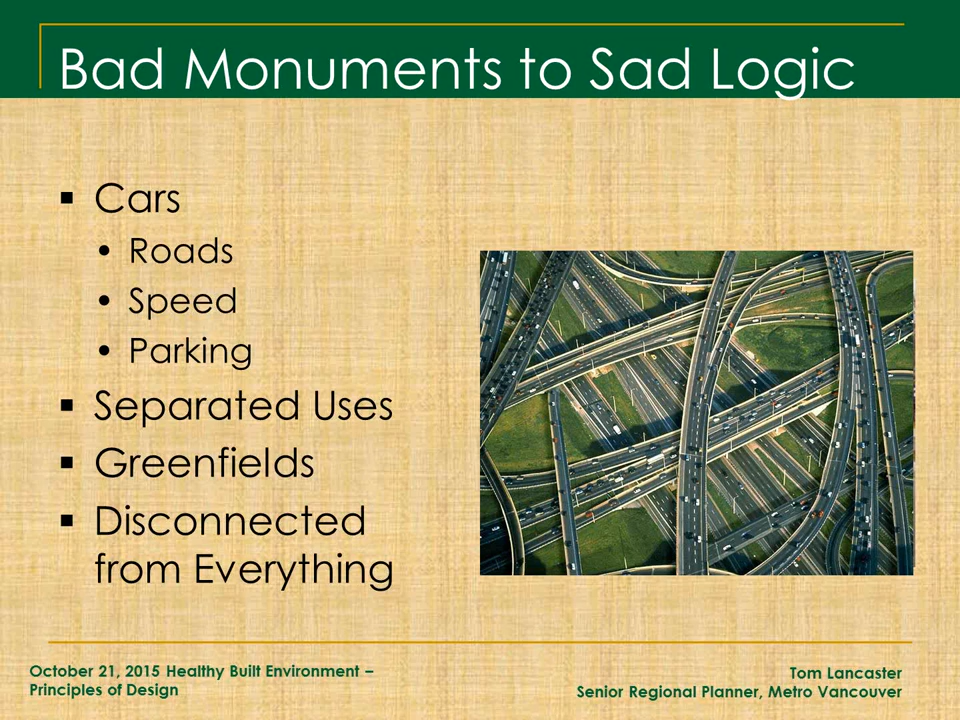 Bad Monuments to Sad Logic
▪ Cars
• Roads
• Speed
• Parking
▪ Separated Uses
▪ Greenfields
▪ Disconnected
from Everything
October 21, 2015 Healthy Built Environment –
Principles of Design
Tom Lancaster
Senior Regional Planner, Metro Vancouver